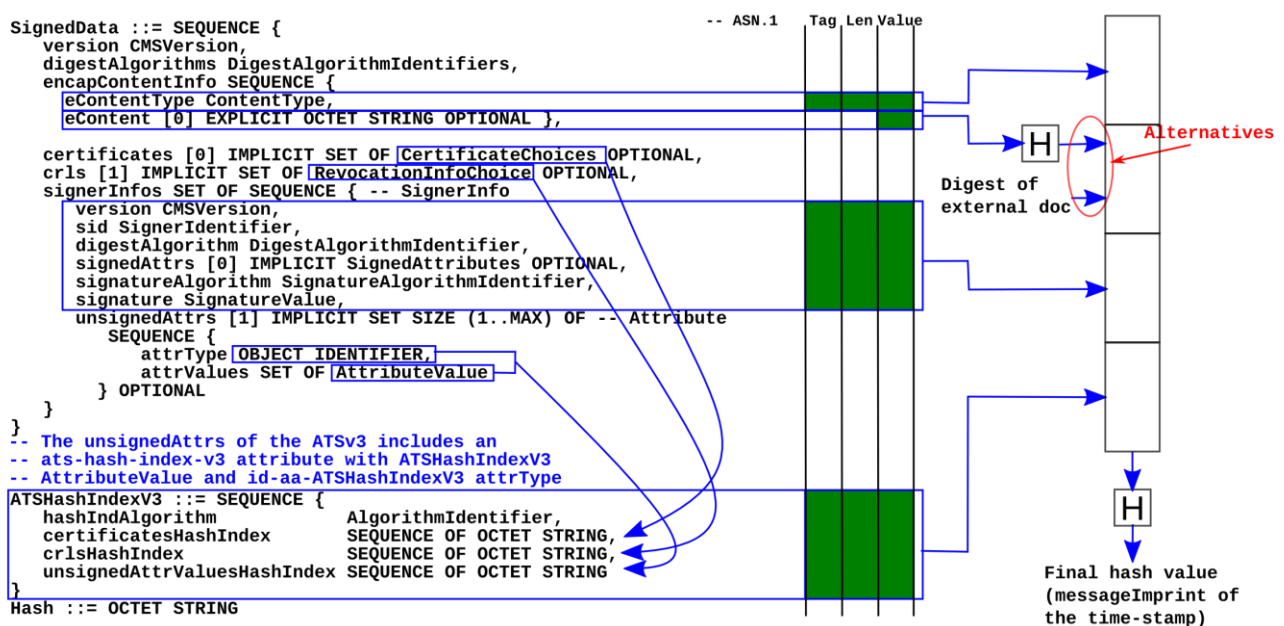 -- ASN.1 Tag Len Value
SignedData ::= SEQUENCE {
version CMSVersion,
digestAlgorithms DigestAlgorithmIdentifiers,
encapContentInfo SEQUENCE {
eContentType ContentType,
eContent [0] EXPLICIT OCTET STRING OPTIONAL },
certificates [0] IMPLICIT SET OF CertificateChoices OPTIONAL,
crls [1] IMPLICIT SET OF RevocationInfoChoice OPTIONAL,
signerInfos SET OF SEQUENCE { -- SignerInfo
version CMSVersion,
sid SignerIdentifier,
digestAlgorithm DigestAlgorithmIdentifier,
signedAttrs [0] IMPLICIT SignedAttributes OPTIONAL,
signatureAlgorithm SignatureAlgorithmIdentifier,
signature SignatureValue,
unsignedAttrs [1] IMPLICIT SET SIZE (1..MAX) OF -- Attribute
SEQUENCE {
attrType OBJECT IDENTIFIER,
attrValues SET OF AttributeValue
} OPTIONAL
}
}
-- The unsignedAttrs of the ATSv3 includes an
-- ats-hash-index-v3 attribute with ATSHashIndexV3
-- AttributeValue and id-aa-ATSHashIndexV3 attrType
ATSHashIndexV3 ::= SEQUENCE {
hashIndAlgorithm AlgorithmIdentifier,
certificatesHashIndex SEQUENCE OF OCTET STRING,
crlsHashIndex SEQUENCE OF OCTET STRING,
unsignedAttrValuesHashIndex SEQUENCE OF OCTET STRING
}
Hash ::= OCTET STRING
H
Alternatives
Digest of
external doc
H
Final hash value
(messageImprint of
the time-stamp)